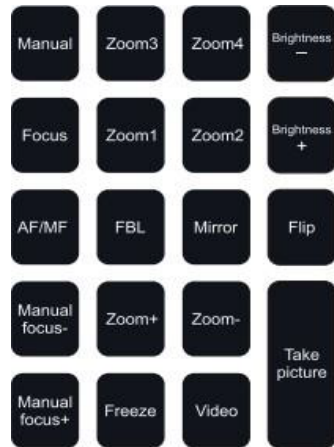 Manual
Zoom3
Zoom4
Brightness
−
Focus
Zoom1
Zoom2
Brightness
+
AF/MF
FBL
Mirror
Flip
Manual
focus-
Zoom+
Zoom-
Take
picture
Manual
focus+
Freeze
Video